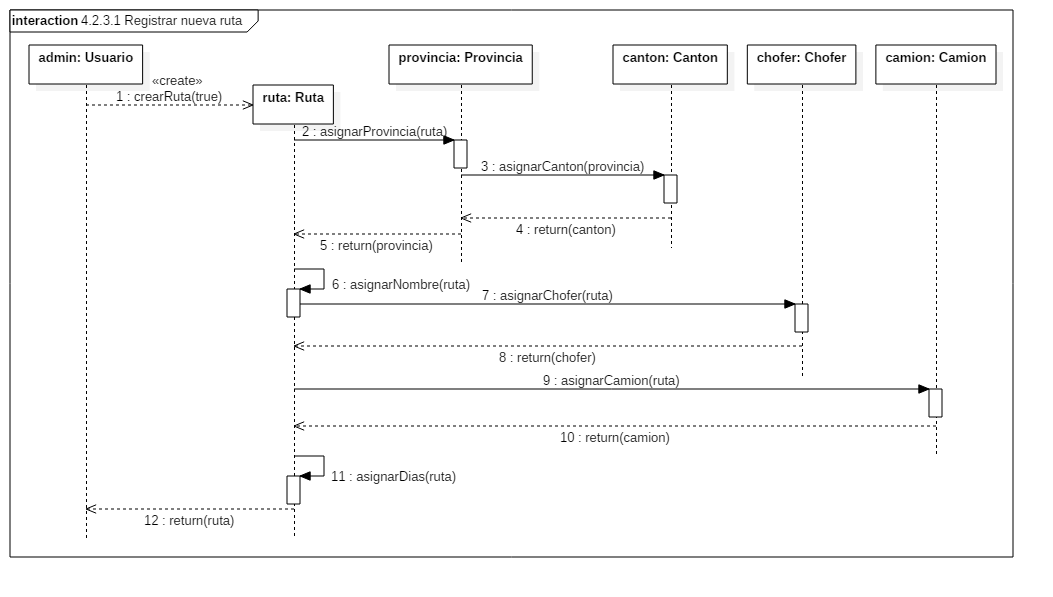 interaction 4.2.3.1 Registrar nueva ruta
admin: Usuario
provincia: Provincia
canton: Canton
chofer: Chofer
camion: Camion
«create»
1 : crearRuta(true)
ruta: Ruta
2 : asignarProvincia(ruta)
3 : asignarCanton(provincia)
4 : return(canton)
5 : return(provincia)
6 : asignarNombre(ruta)
7 : asignarChofer(ruta)
8 : return(chofer)
9 : asignarCamion(ruta)
10 : return(camion)
11 : asignarDias(ruta)
12 : return(ruta)